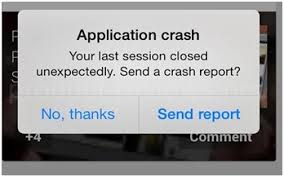 Application crash
Your last session closed
unexpectedly. Send a crash report?
No, thanks
Send report
+4
Comment